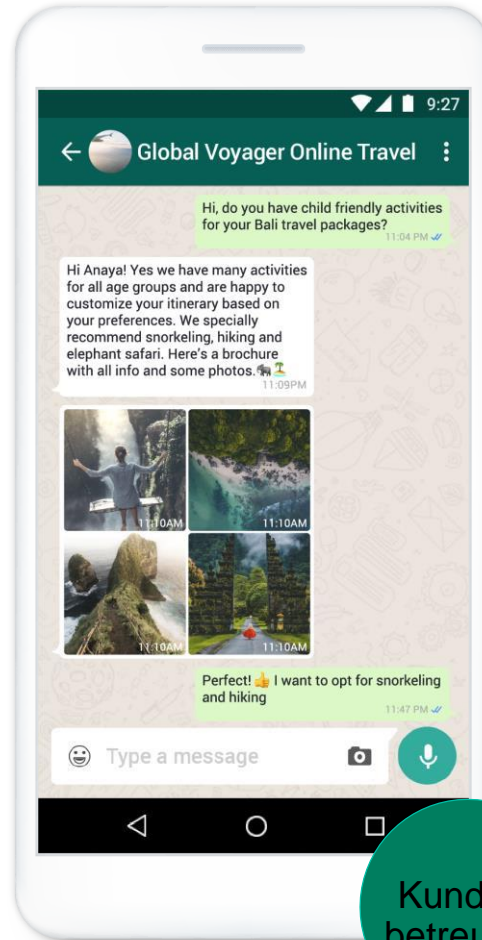 9:27
Global Voyager Online Travel
Hi, do you have child friendly activities
for your Bali travel packages?
11:04 PM
Hi Anaya! Yes we have many activities
for all age groups and are happy to
customize your itinerary based on
your preferences. We specially
recommend snorkeling, hiking and
elephant safari. Here's a brochure
with all info and some photos.🐘🏝️
11:09PM
11:10AM
11:10AM
11:10AM
11:10AM
Perfect! 👍 I want to opt for snorkeling
and hiking
11:47 PM
Type a message
Kund
betreu